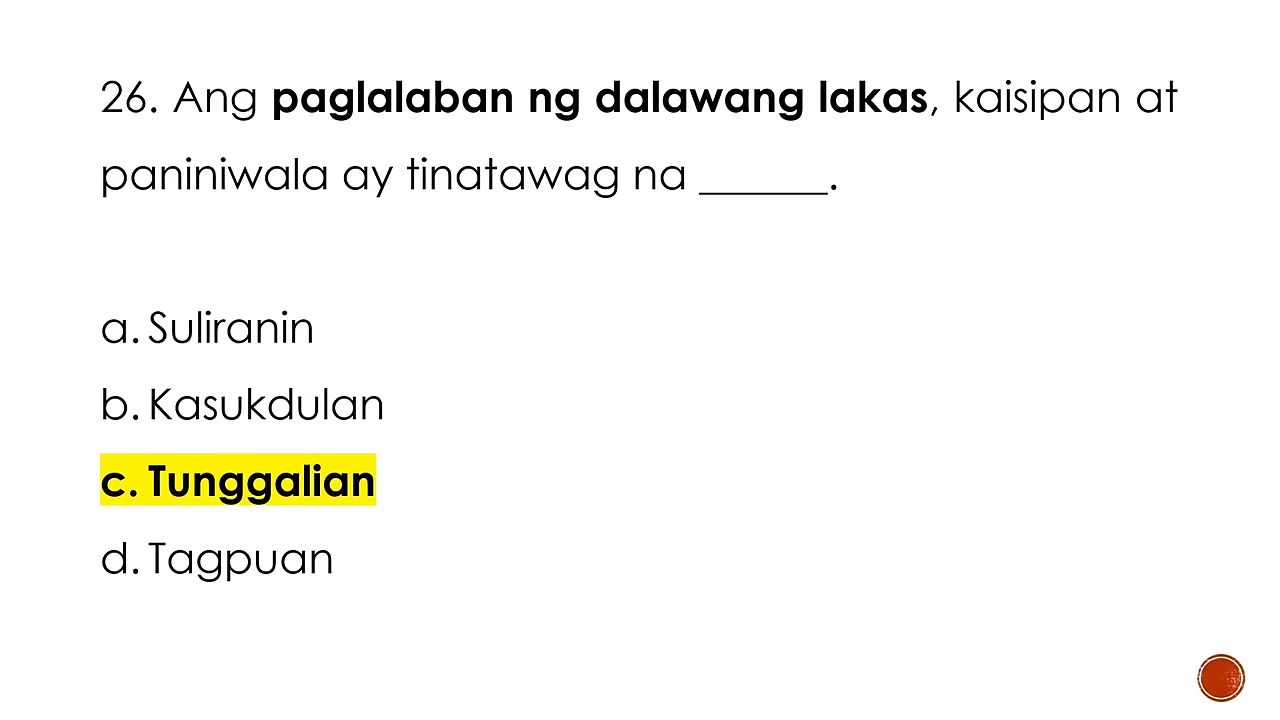 26. Ang paglalaban ng dalawang lakas, kaisipan at
paniniwala ay tinatawag na ______.
a. Suliranin
b. Kasukdulan
c. Tunggalian
d. Tagpuan